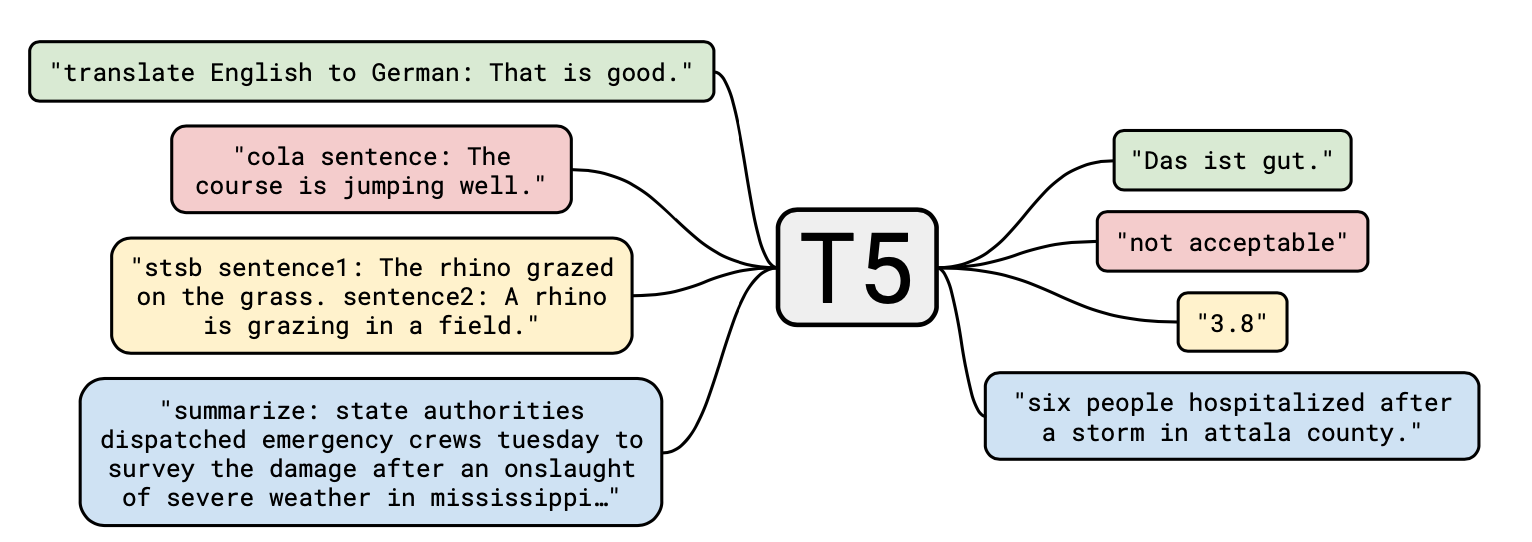 "translate English to German: That is good."
"cola sentence: The
course is jumping well."
"stsb sentence1: The rhino grazed
on the grass. sentence2: A rhino
is grazing in a field."
"summarize: state authorities
dispatched emergency crews tuesday to
survey the damage after an onslaught
of severe weather in mississippi…"
T5
"Das ist gut."
"not acceptable"
"3.8"
"six people hospitalized after
a storm in attala county."